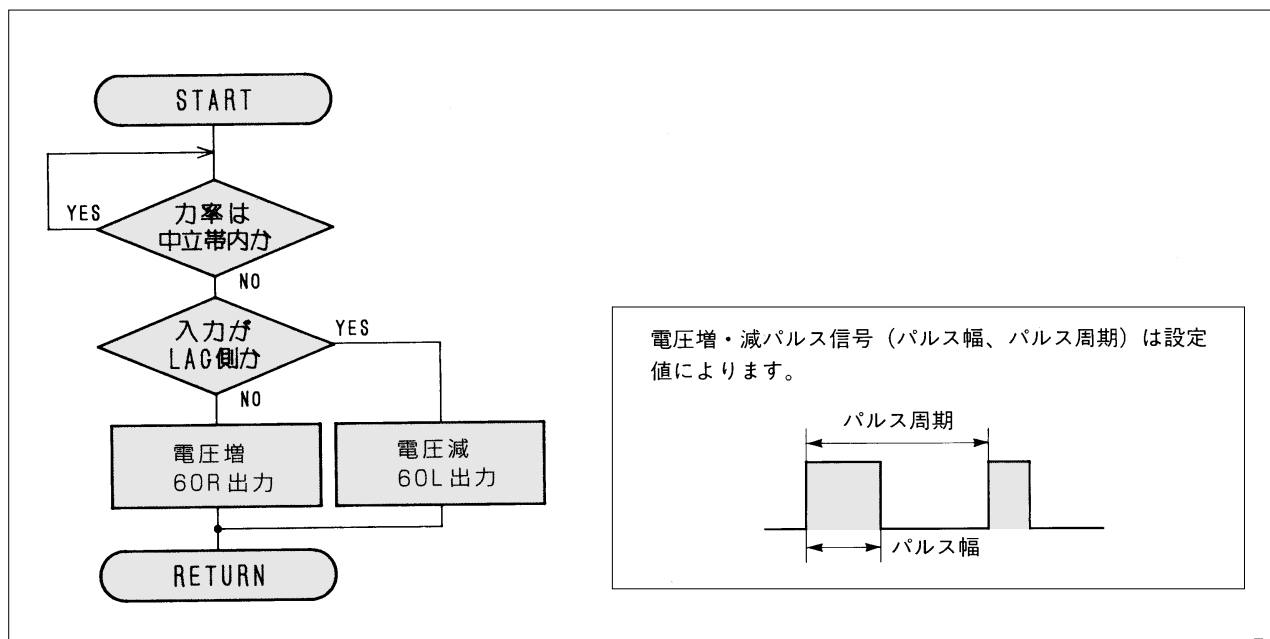 START
YES
力率は
中立帯内か
NO
入力が
LAG側か
YES
NO
電圧増
60R出力
電圧減
60L出力
RETURN
電圧増・減パルス信号（パルス幅、パルス周期）は設定
値によります。
パルス周期
パルス幅